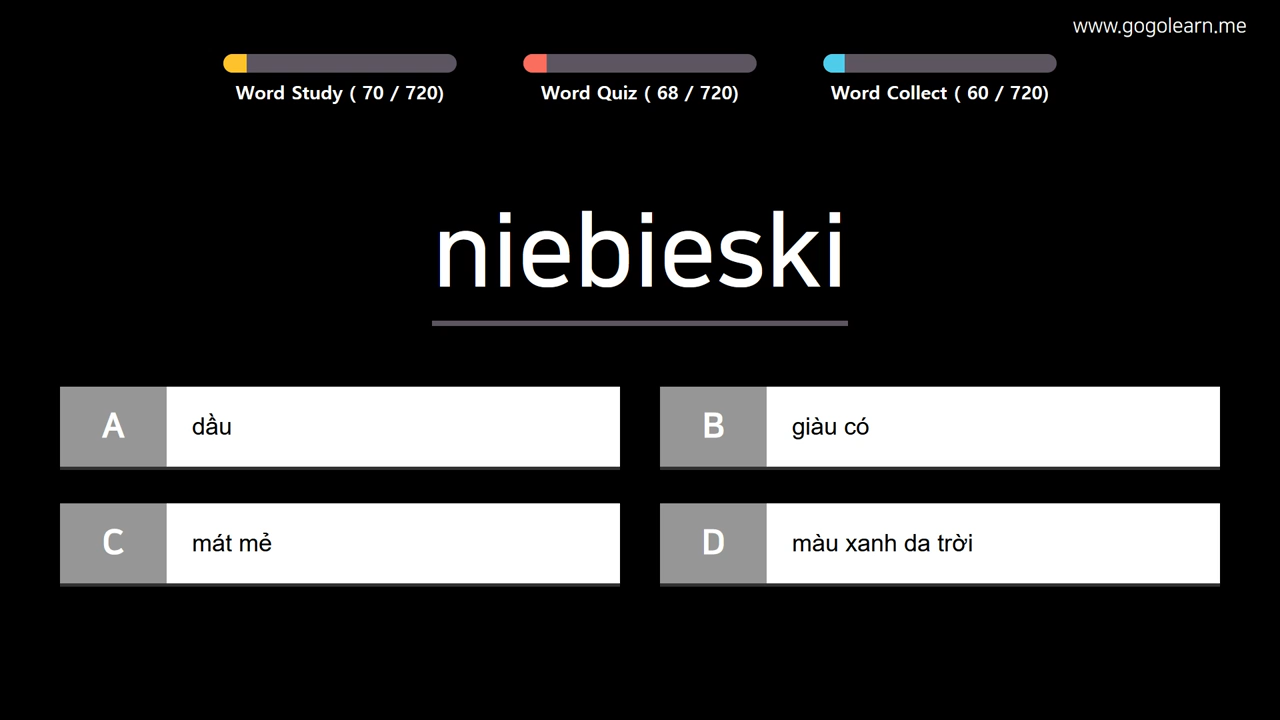 www.gogolearn.me
Word Study ( 70 / 720)
Word Quiz ( 68 / 720)
Word Collect ( 60 / 720)
niebieski
A dầu
B giàu có
C mát mẻ
D màu xanh da trời